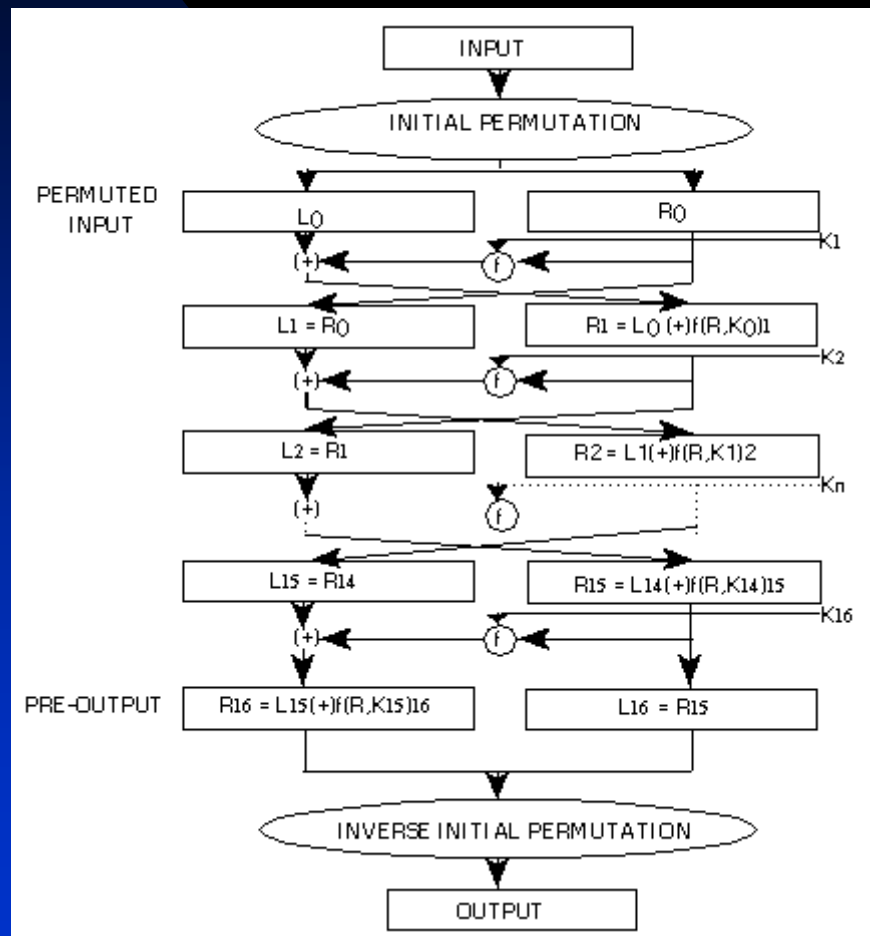 INPUT
INITIAL PERMUTATION
PERMUTED
INPUT
L0
R0
K1
(+)
f
L1 = R0
R1 = L0 (+)f(R,K0)1
K2
(+)
f
L2 = R1
R2 = L1(+)f(R,K1)2
Kn
(+)
f
L15 = R14
R15 = L14(+)f(R,K14)15
K16
(+)
f
PRE-OUTPUT
R16 = L15(+)f(R,K15)16
L16 = R15
INVERSE INITIAL PERMUTATION
OUTPUT